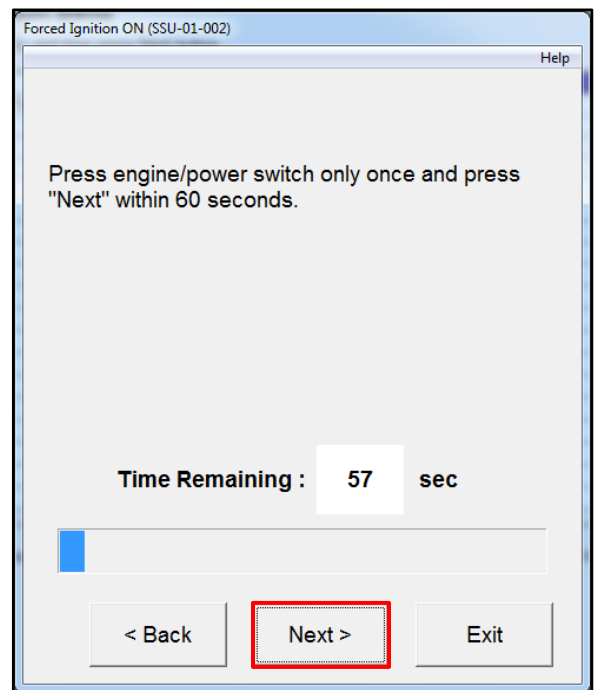 Forced Ignition ON (SSU-01-002)
Help
Press engine/power switch only once and press
"Next" within 60 seconds.
Time Remaining : 57 sec
< Back Next > Exit